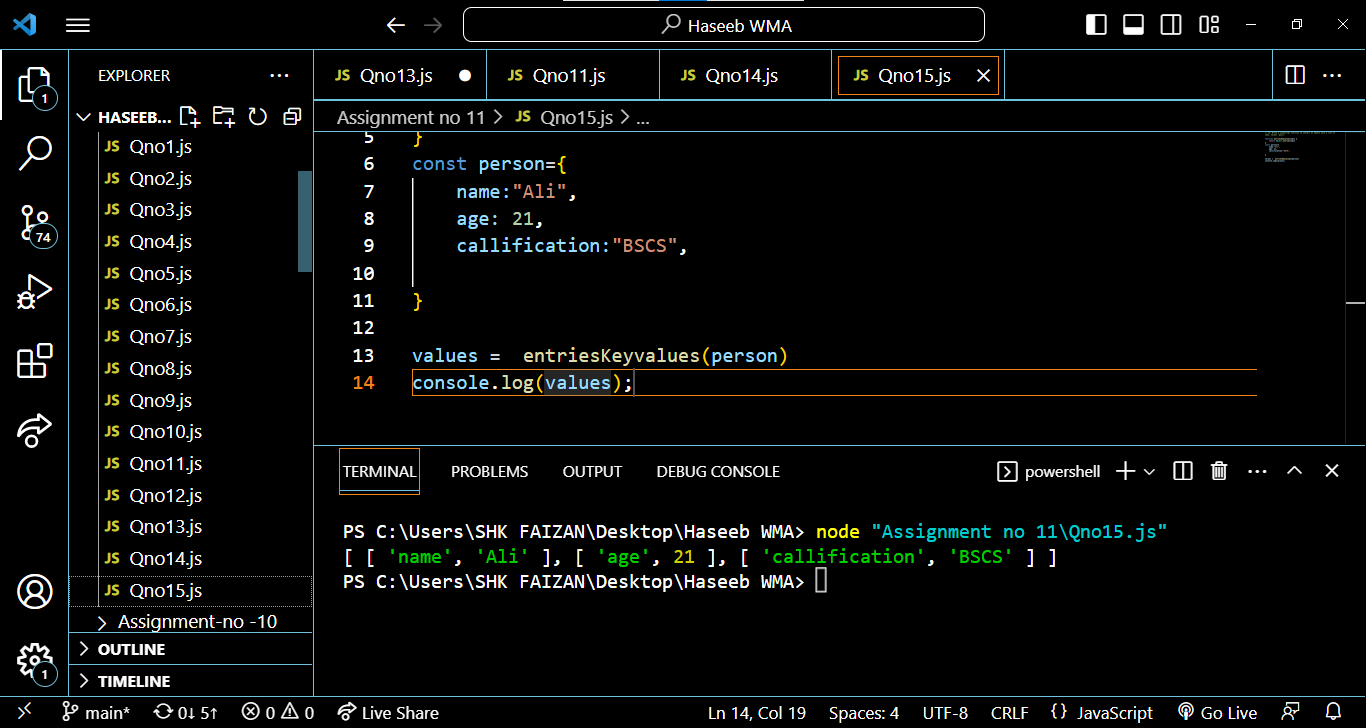 Haseeb WMA
EXPLORER
HASEEB...
JS Qno1.js
JS Qno2.js
JS Qno3.js
JS Qno4.js
JS Qno5.js
JS Qno6.js
JS Qno7.js
JS Qno8.js
JS Qno9.js
JS Qno10.js
JS Qno11.js
JS Qno12.js
JS Qno13.js
JS Qno14.js
JS Qno15.js
Assignment-no -10
OUTLINE
TIMELINE
1
74
1
JS Qno13.js ● JS Qno11.js JS Qno14.js JS Qno15.js
Assignment no 11 > JS Qno15.js > ...
5 }
6 const person={
7 name:"Ali",
8 age: 21,
9 callification:"BSCS",
10
11 }
12
13 values =  entriesKeyvalues(person)
14 console.log(values);
TERMINAL PROBLEMS OUTPUT DEBUG CONSOLE powershell
PS C:\Users\SHK FAIZAN\Desktop\Haseeb WMA> node "Assignment no 11\Qno15.js"
[ [ 'name', 'Ali' ], [ 'age', 21 ], [ 'callification', 'BSCS' ] ]
PS C:\Users\SHK FAIZAN\Desktop\Haseeb WMA>
main* 0↓ 5↑ 0 0 Live Share Ln 14, Col 19 Spaces: 4 UTF-8 CRLF {} JavaScript Go Live